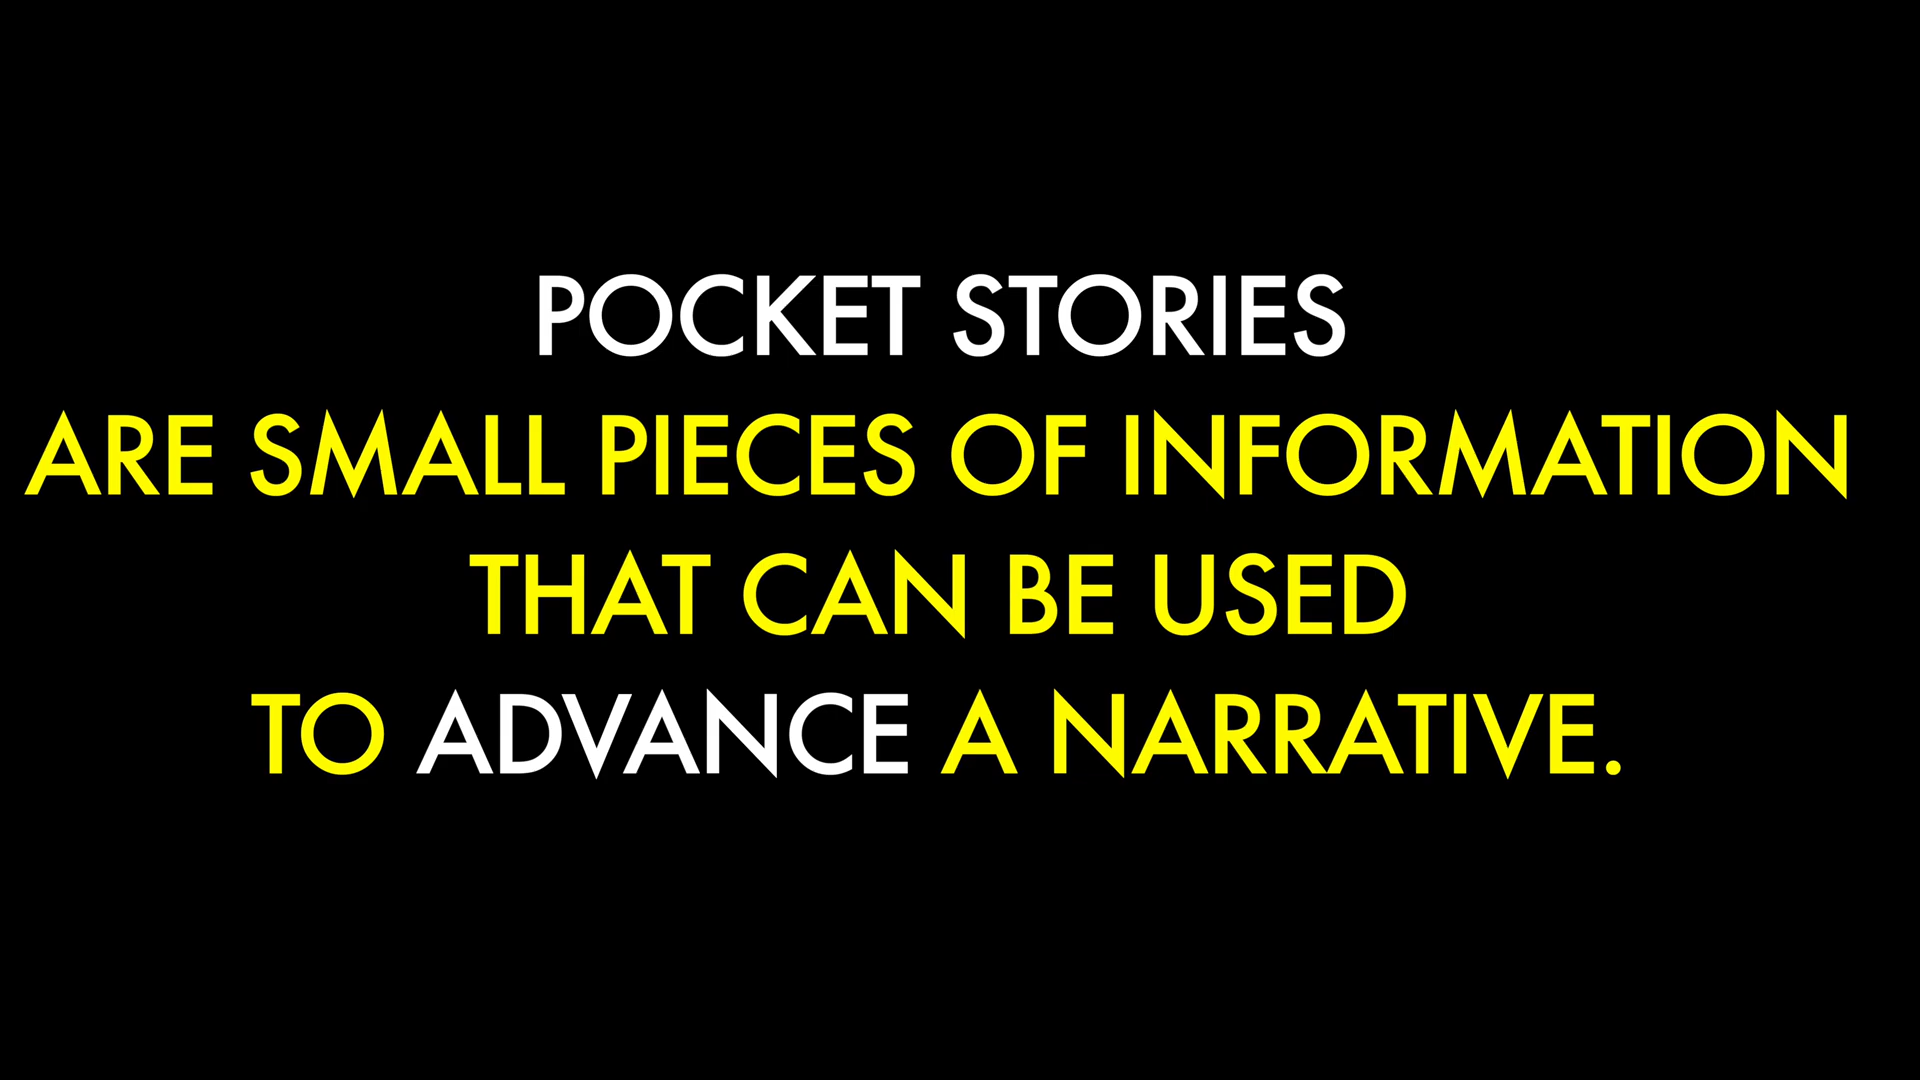 POCKET STORIES
ARE SMALL PIECES OF INFORMATION
THAT CAN BE USED
TO ADVANCE A NARRATIVE.